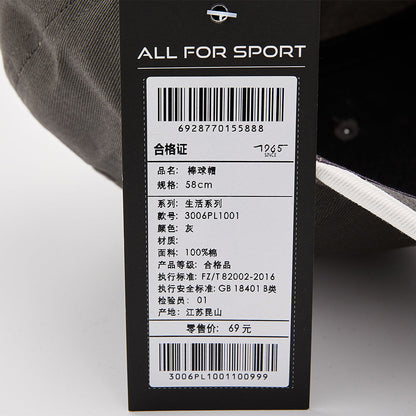 ALL FOR SPORT
6928770155888
合格证
1945
SINCE
品名: 棒球帽
规格: 58cm
系列: 生活系列
款号: 3006PL1001
颜色: 灰
材质:
面料: 100%棉
产品等级: 合格品
执行标准: FZ/T 82002-2016
执行安全标准: GB 18401 B类
检验员: 01
产地: 江苏昆山
零售价: 69 元
3006PL1001100999